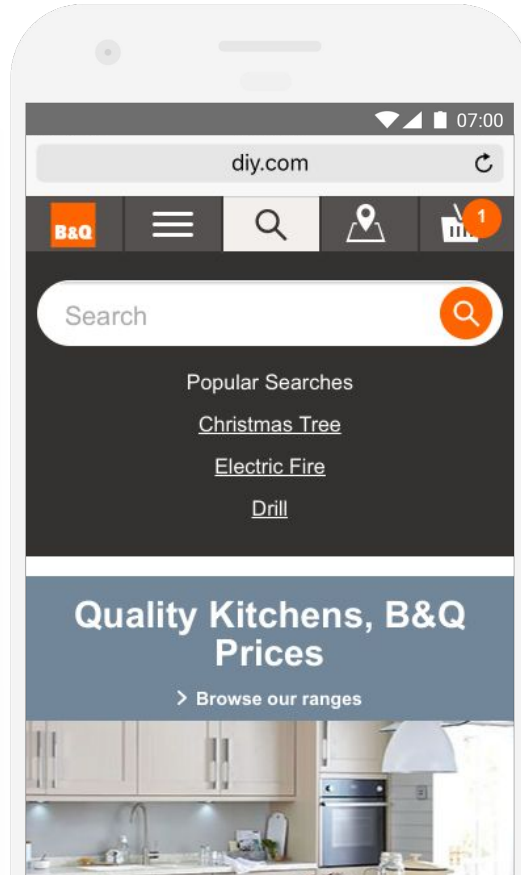 07:00
diy.com
B&Q
1
Search
Popular Searches
Christmas Tree
Electric Fire
Drill
Quality Kitchens, B&Q
Prices
Browse our ranges